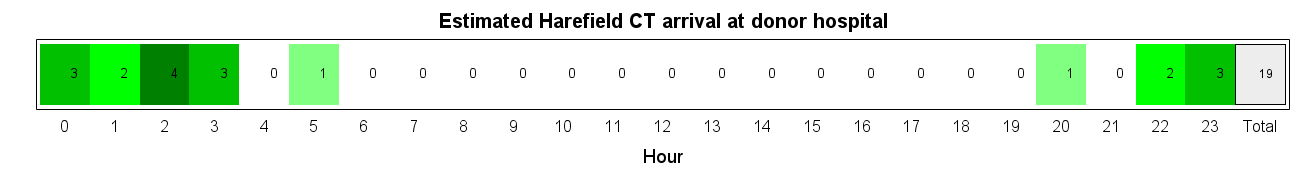 Estimated Harefield CT arrival at donor hospital
3 2 4 3 0 1 0 0 0 0 0 0 0 0 0 0 0 0 0 0 1 0 2 3 19
0 1 2 3 4 5 6 7 8 9 10 11 12 13 14 15 16 17 18 19 20 21 22 23 Total
Hour